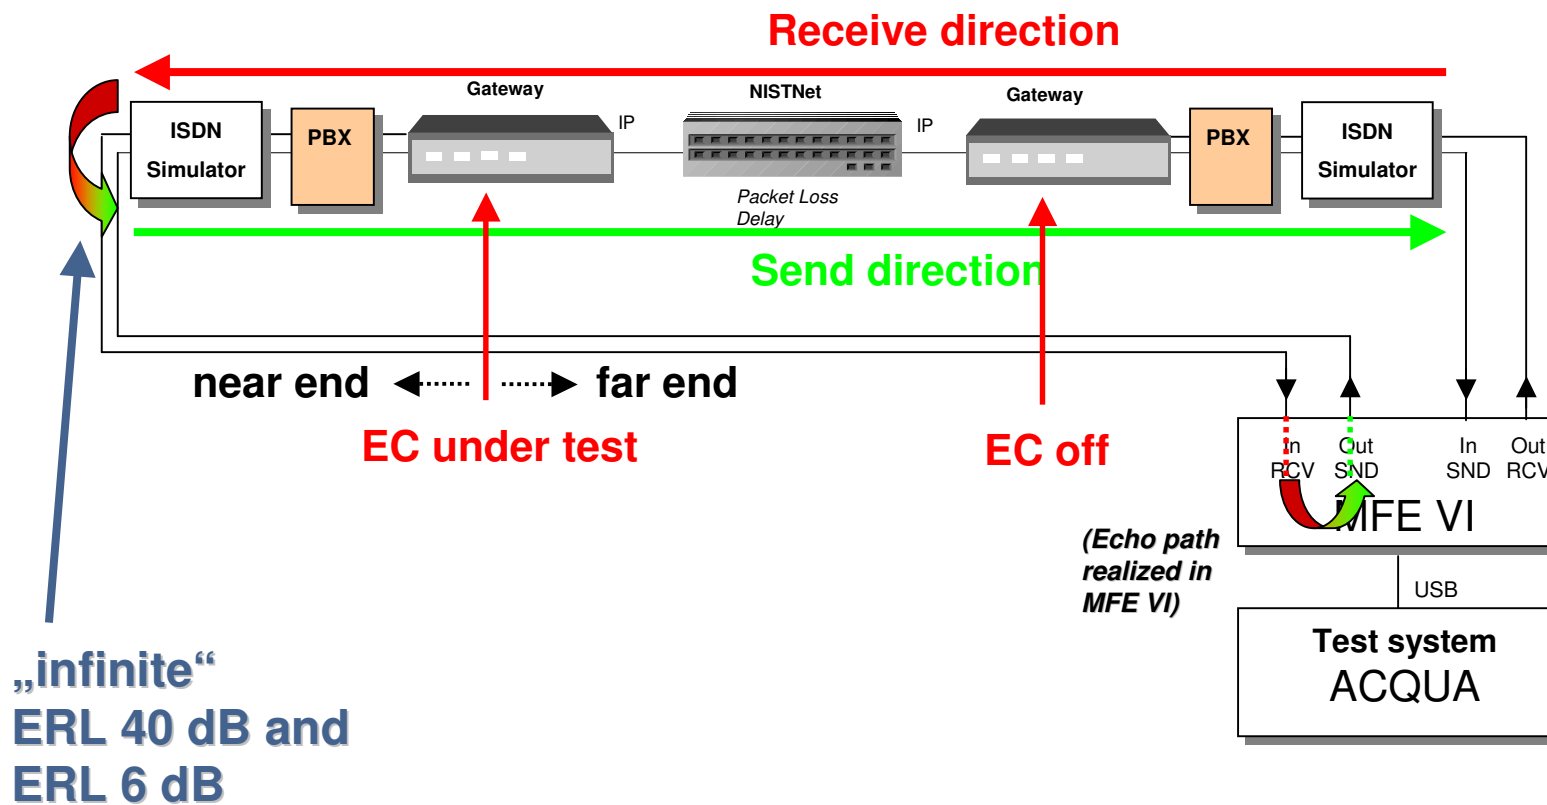 Receive direction
Gateway
NISTNet
Gateway
ISDN
Simulator
PBX
IP
IP
PBX
ISDN
Simulator
Packet Loss
Delay
Send direction
near end
far end
EC under test
EC off
In
RCV
Out
SND
In
SND
Out
RCV
MFE VI
(Echo path
realized in
MFE VI)
USB
Test system
ACQUA
„infinite“
ERL 40 dB and
ERL 6 dB